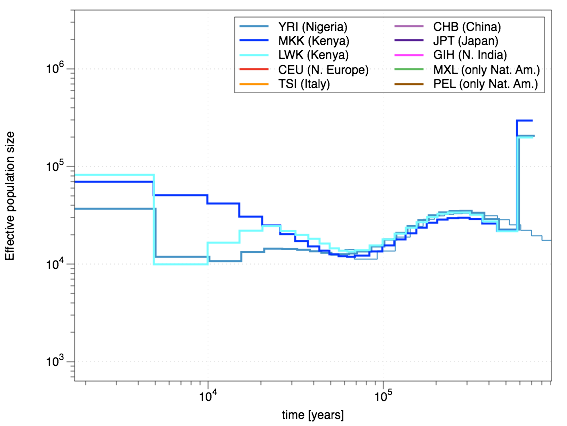 YRI (Nigeria)
MKK (Kenya)
LWK (Kenya)
CEU (N. Europe)
TSI (Italy)
CHB (China)
JPT (Japan)
GIH (N. India)
MXL (only Nat. Am.)
PEL (only Nat. Am.)
Effective population size
10⁶
10⁵
10⁴
10³
10⁴
10⁵
time [years]